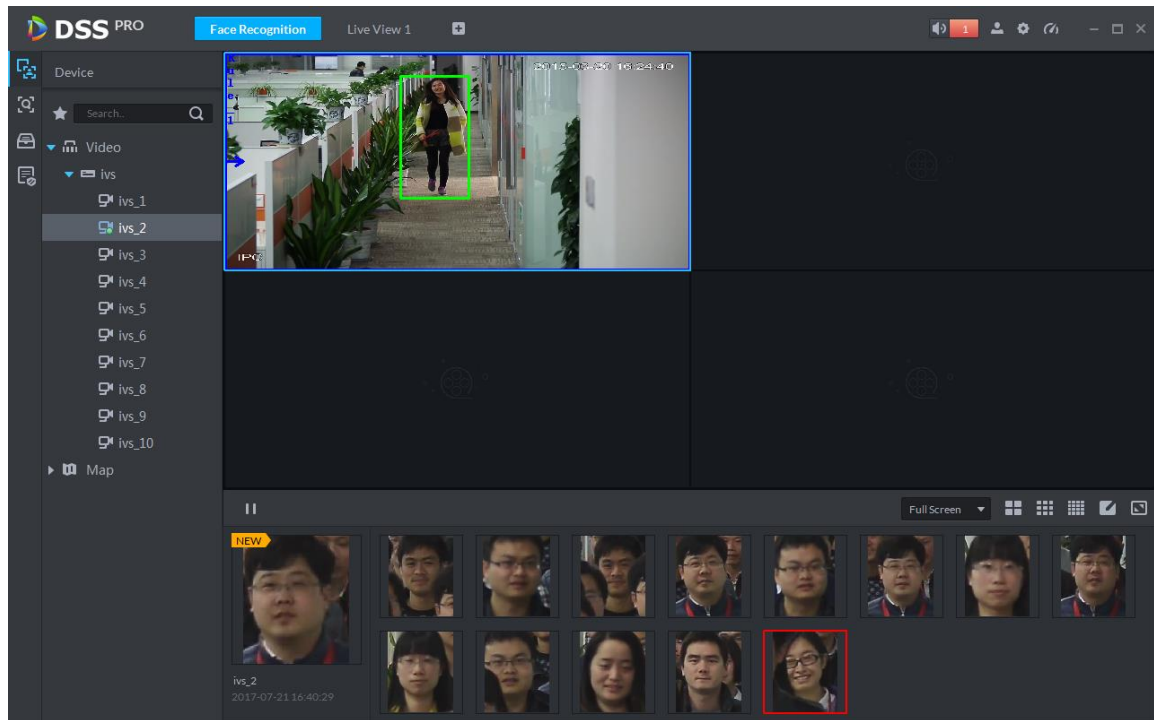 DSS PRO
Face Recognition
Live View 1
1
Device
Search..
Video
ivs
ivs_1
ivs_2
ivs_3
ivs_4
ivs_5
ivs_6
ivs_7
ivs_8
ivs_9
ivs_10
Map
IPC
Full Screen
NEW
ivs_2
2017-07-21 16:40:29